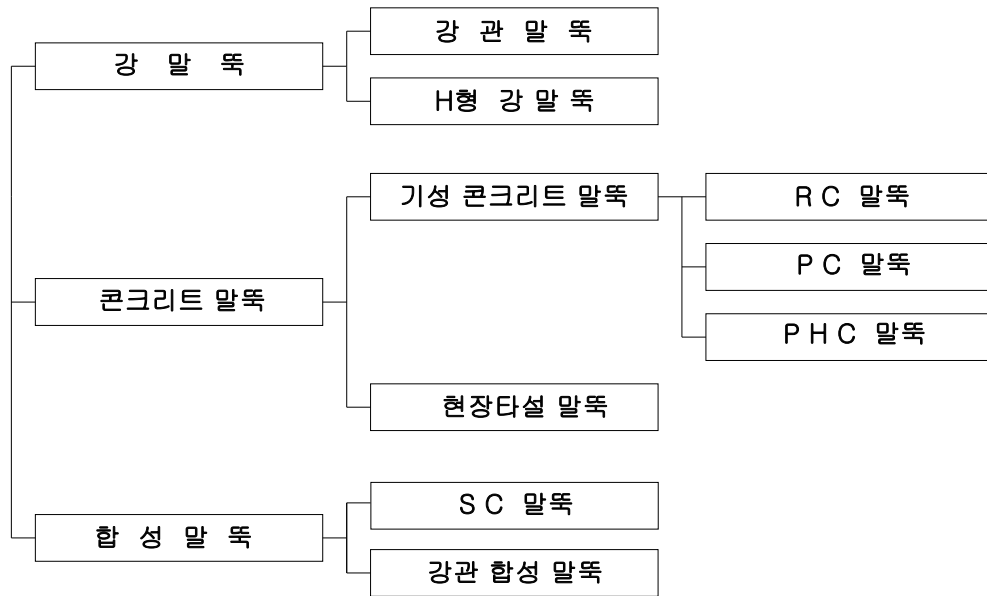 강 말 뚝
강 관 말 뚝
H형 강 말 뚝
콘크리트 말뚝
기성 콘크리트 말뚝
R C 말뚝
P C 말뚝
P H C 말뚝
현장타설 말뚝
합 성 말 뚝
S C 말뚝
강관 합성 말뚝